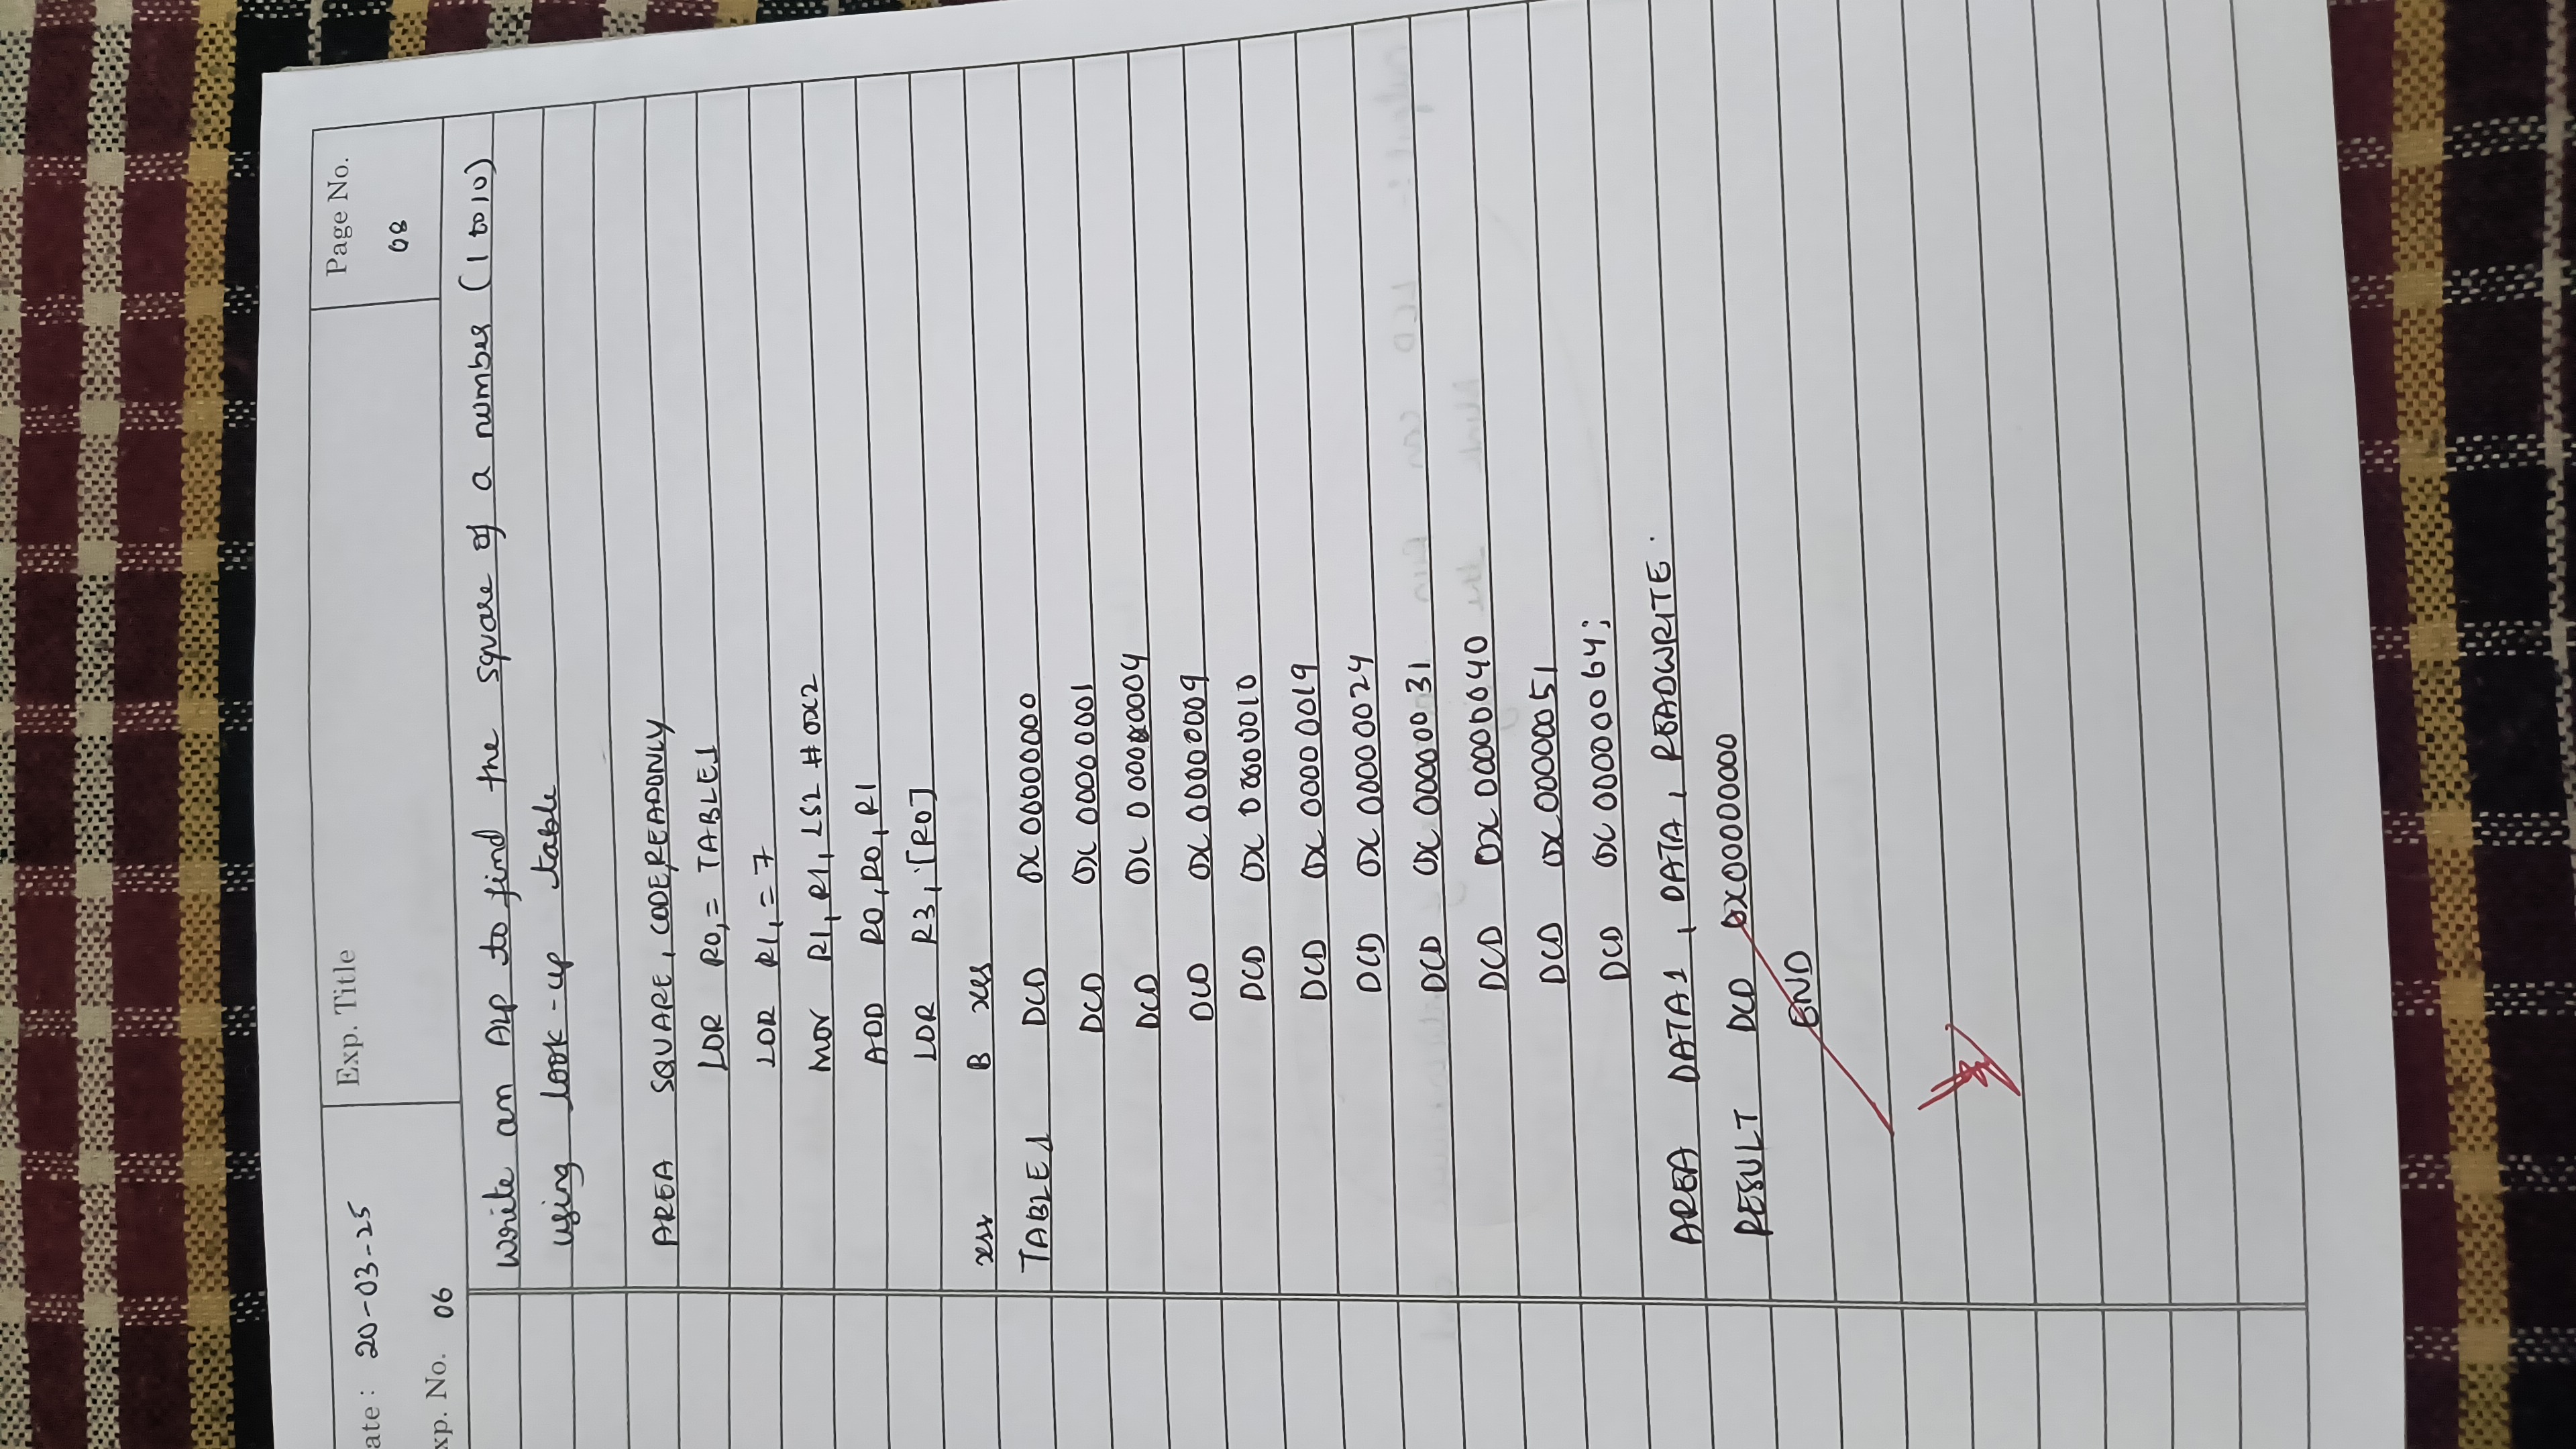 ate : 20-03-25
Exp. Title
Page No.
08
xp. No. 06
Write an ALP to find the square of a number (1 to 10)
using look-up table
AREA SQUARE, CODE,READONLY
LDR R0,= TABLE1
LDR R1,= 7
MOV R1, R1, LSL #0x2
ADD R0, R0, R1
LDR R3, [R0]
B
TABLE1 DCD 0x00000000
DCD 0x00000001
DCD 0x000000004
DCD 0x00000009
DCD 0x00000010
DCD 0x00000019
DCD 0x00000024
DCD 0x00000031
DCD 0x00000040
DCD 0x00000051
DCD 0x00000064;
AREA DATA1, DATA, READWRITE.
RESULT DCD 0x00000000
END